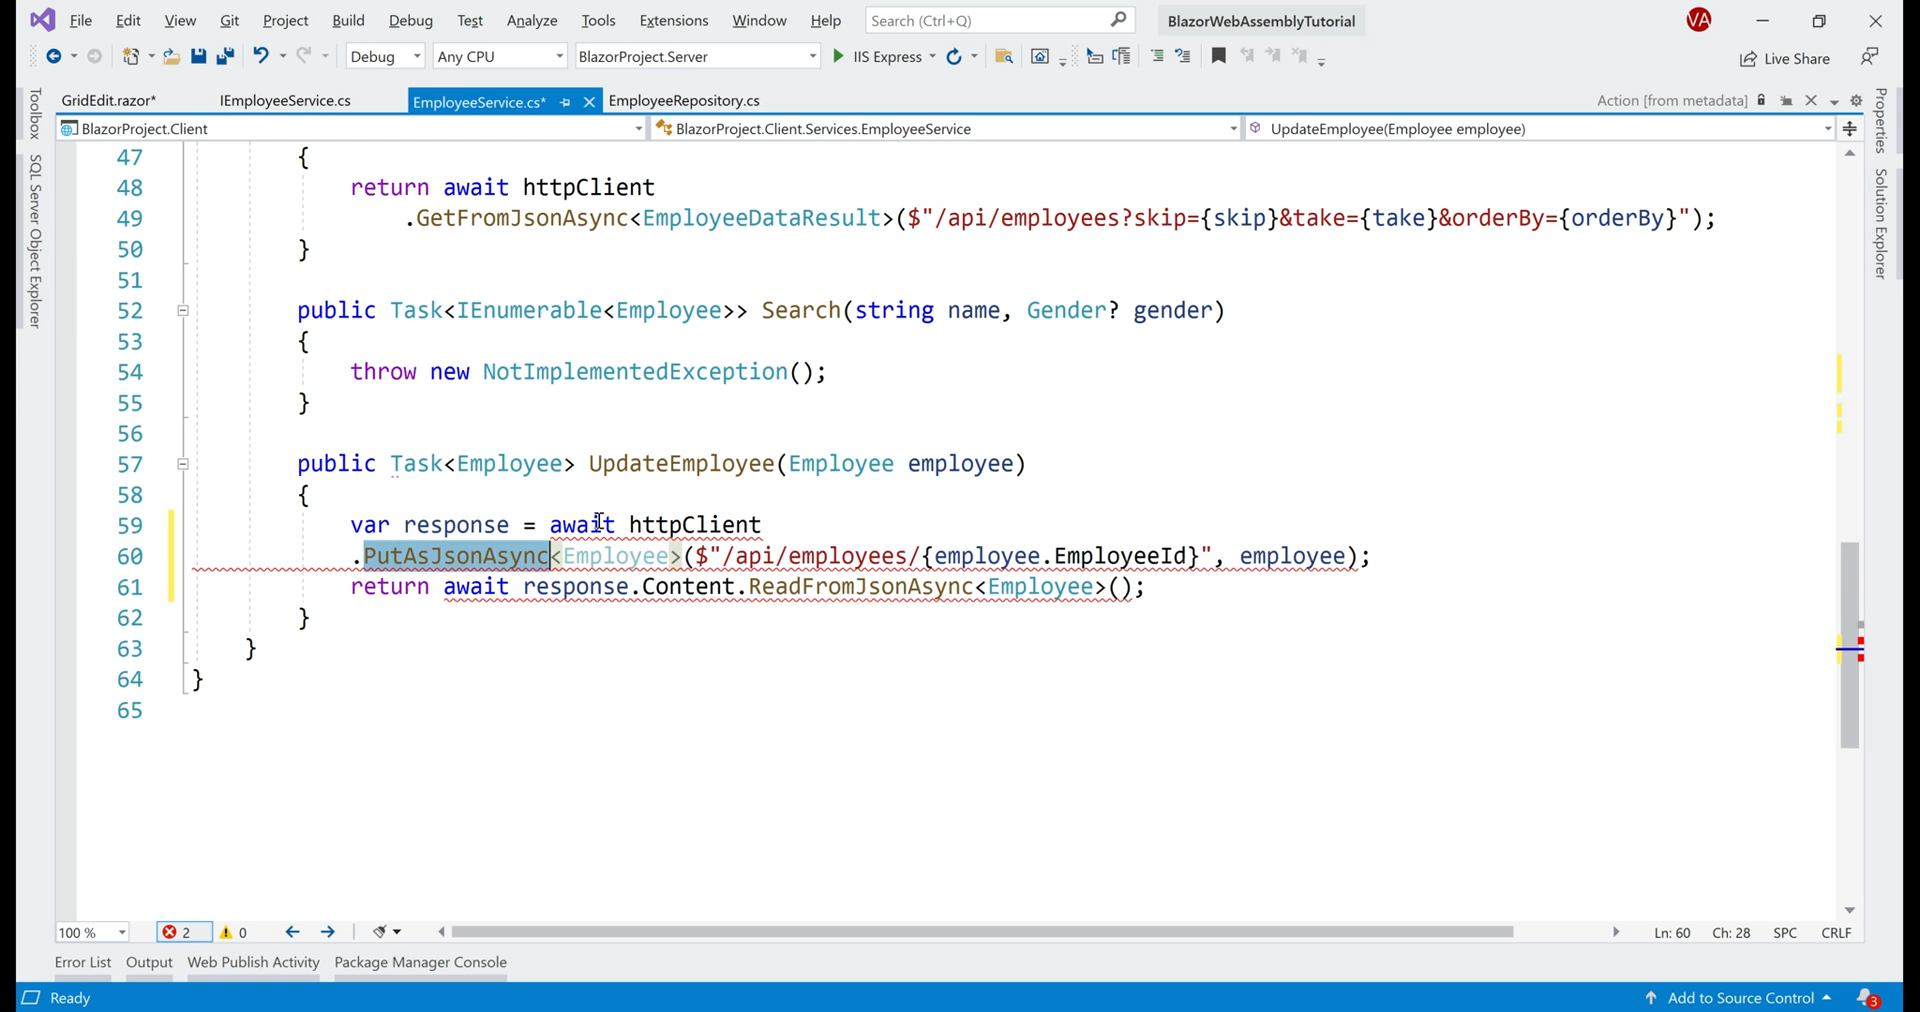 File Edit View Git Project Build Debug Test Analyze Tools Extensions Window Help Search (Ctrl+Q) BlazorWebAssemblyTutorial VA
Debug Any CPU BlazorProject.Server IIS Express Live Share
GridEdit.razor* IEmployeeService.cs EmployeeService.cs* EmployeeRepository.cs Action [from metadata]
BlazorProject.Client BlazorProject.Client.Services.EmployeeService UpdateEmployee(Employee employee)
Toolbox
SQL Server Object Explorer
Properties
Solution Explorer
47 {
48 return await httpClient
49 .GetFromJsonAsync<EmployeeDataResult>($"/api/employees?skip={skip}&take={take}&orderBy={orderBy}");
50 }
51
52 public Task<IEnumerable<Employee>> Search(string name, Gender? gender)
53 {
54 throw new NotImplementedException();
55 }
56
57 public Task<Employee> UpdateEmployee(Employee employee)
58 {
59 var response = await httpClient
60 .PutAsJsonAsync<Employee>($"/api/employees/{employee.EmployeeId}", employee);
61 return await response.Content.ReadFromJsonAsync<Employee>();
62 }
63 }
64 }
65
100 % 2 0 Ln: 60 Ch: 28 SPC CRLF
Error List Output Web Publish Activity Package Manager Console
Ready Add to Source Control 3